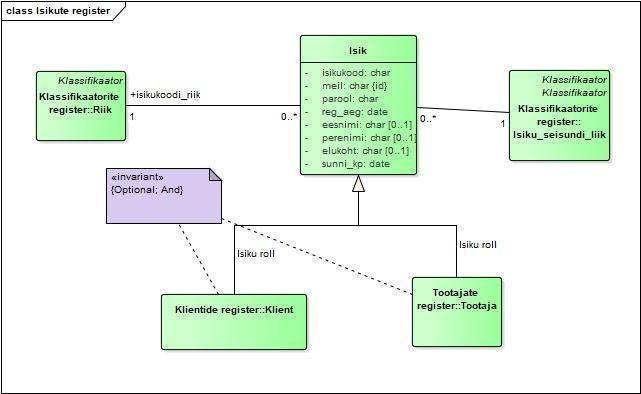 class Isikute register
Isik
- isikukood: char
- meil: char {id}
- parool: char
- reg_aeg: date
- eesnimi: char [0..1]
- perenimi: char [0..1]
- elukoht: char [0..1]
- sunni_kp: date
Klassifikaator
Klassifikaatorite
register::Riik
+isikukoodi_riik
1
0..*
Klassifikaator
Klassifikaator
Klassifikaatorite
register::
Isiku_seisundi_liik
0..*
1
«invariant»
{Optional; And}
Isiku roll
Isiku roll
Klientide register::Klient
Tootajate
register::Tootaja